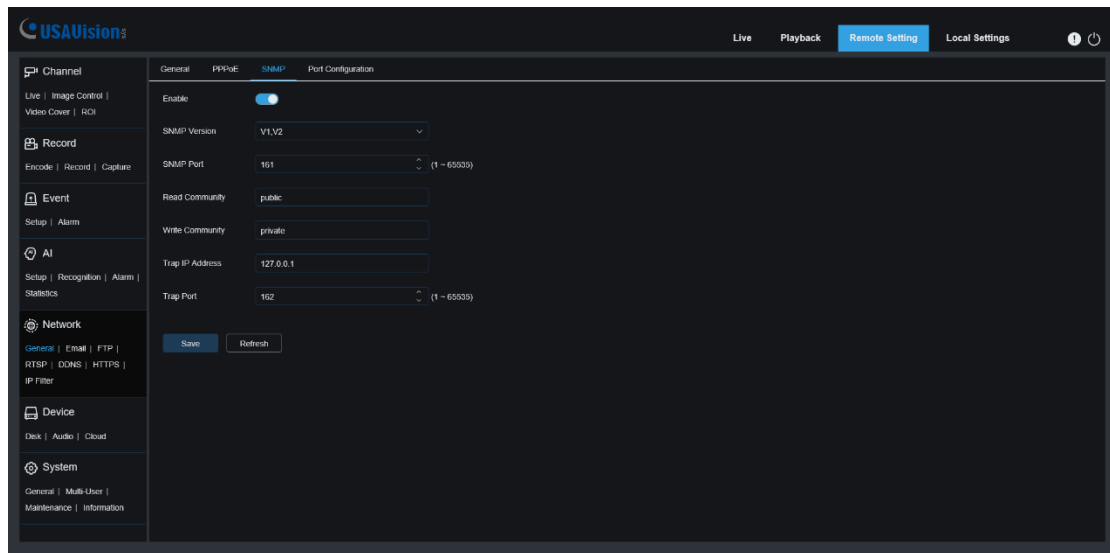 USAVision
Live Playback Remote Setting Local Settings
Channel
Live | Image Control |
Video Cover | ROI
Record
Encode | Record | Capture
Event
Setup | Alarm
AI
Setup | Recognition | Alarm |
Statistics
Network
General | Email | FTP |
RTSP | DDNS | HTTPS |
IP Filter
Device
Disk | Audio | Cloud
System
General | Multi-User |
Maintenance | Information
General PPPoE SNMP Port Configuration
Enable
SNMP Version V1,V2
SNMP Port 161 (1 ~ 65535)
Read Community public
Write Community private
Trap IP Address 127.0.0.1
Trap Port 162 (1 ~ 65535)
Save Refresh